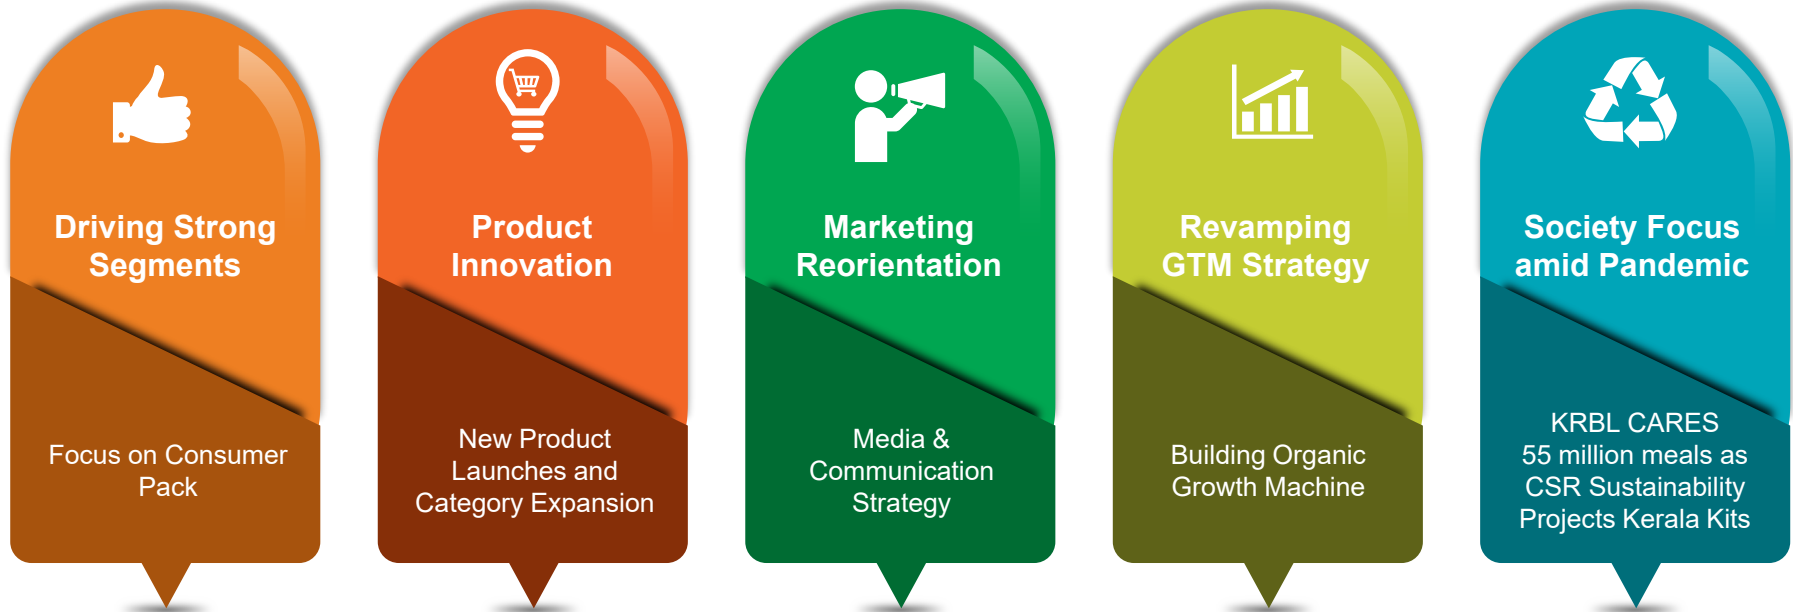 Driving Strong
Segments
Focus on Consumer
Pack
Product
Innovation
New Product
Launches and
Category Expansion
Marketing
Reorientation
Media &
Communication
Strategy
Revamping
GTM Strategy
Building Organic
Growth Machine
Society Focus
amid Pandemic
KRBL CARES
55 million meals as
CSR Sustainability
Projects Kerala Kits